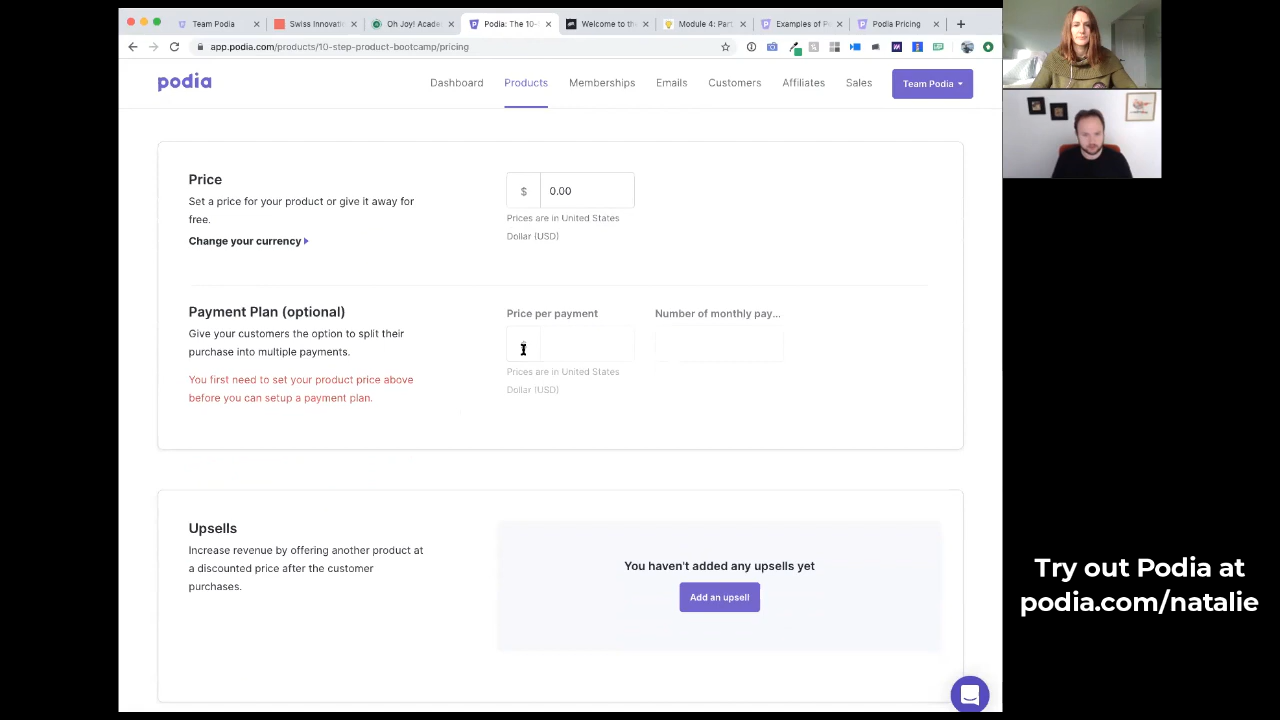 Team Podia
Swiss Innovatio
Oh Joy! Acade
Podia: The 10-
Welcome to the
Module 4: Part
Examples of Po
Podia Pricing
app.podia.com/products/10-step-product-bootcamp/pricing
podia
Dashboard
Products
Memberships
Emails
Customers
Affiliates
Sales
Team Podia
Price
Set a price for your product or give it away for
free.
Change your currency
$
0.00
Prices are in United States
Dollar (USD)
Payment Plan (optional)
Give your customers the option to split their
purchase into multiple payments.
You first need to set your product price above
before you can setup a payment plan.
Price per payment
Number of monthly pay...
Prices are in United States
Dollar (USD)
Upsells
Increase revenue by offering another product at
a discounted price after the customer
purchases.
You haven't added any upsells yet
Add an upsell
Try out Podia at
podia.com/natalie